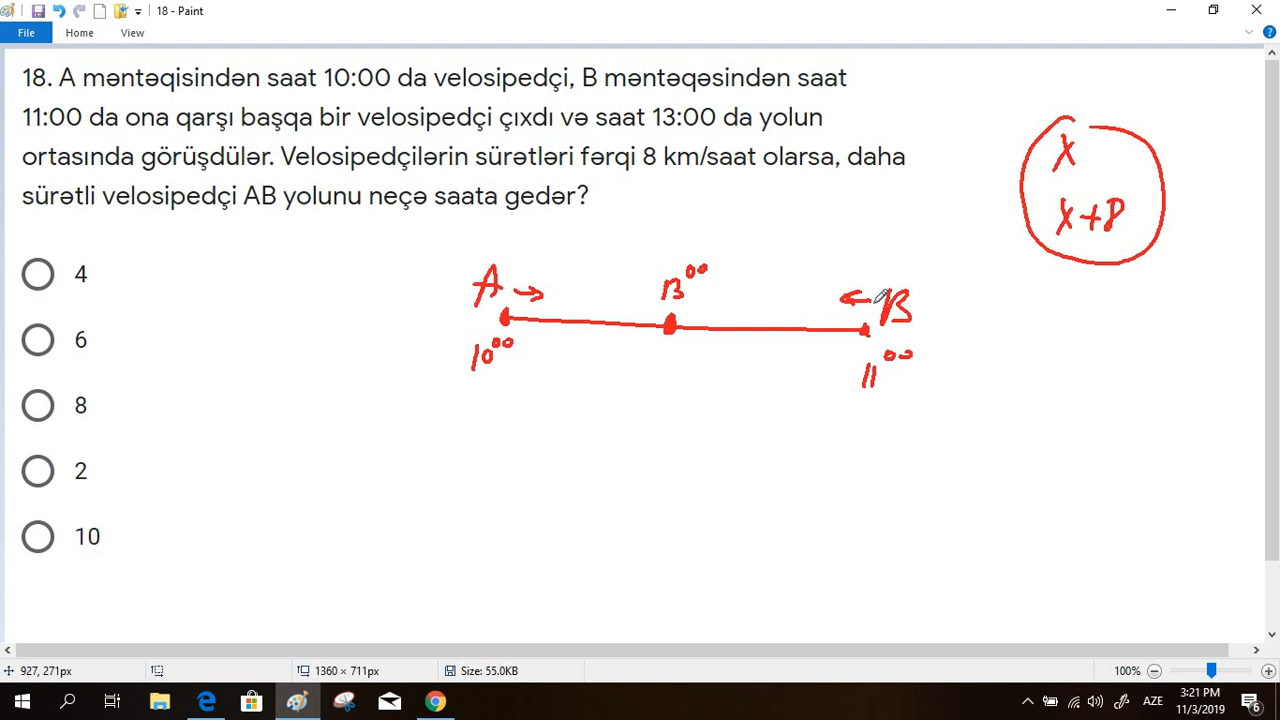 18 - Paint
File Home View
18. A məntəqisindən saat 10:00 da velosipedçi, B məntəqəsindən saat
11:00 da ona qarşı başqa bir velosipedçi çıxdı və saat 13:00 da yolun
ortasında görüşdülər. Velosipedçilərin sürətləri fərqi 8 km/saat olarsa, daha
sürətli velosipedçi AB yolunu neçə saata gedər?
x
x+8
A → 13⁰⁰ ← B
10⁰⁰ 11⁰⁰
4
6
8
2
10
927, 271px 1360 × 711px Size: 55.0KB 100%
AZE 3:21 PM
11/3/2019 6